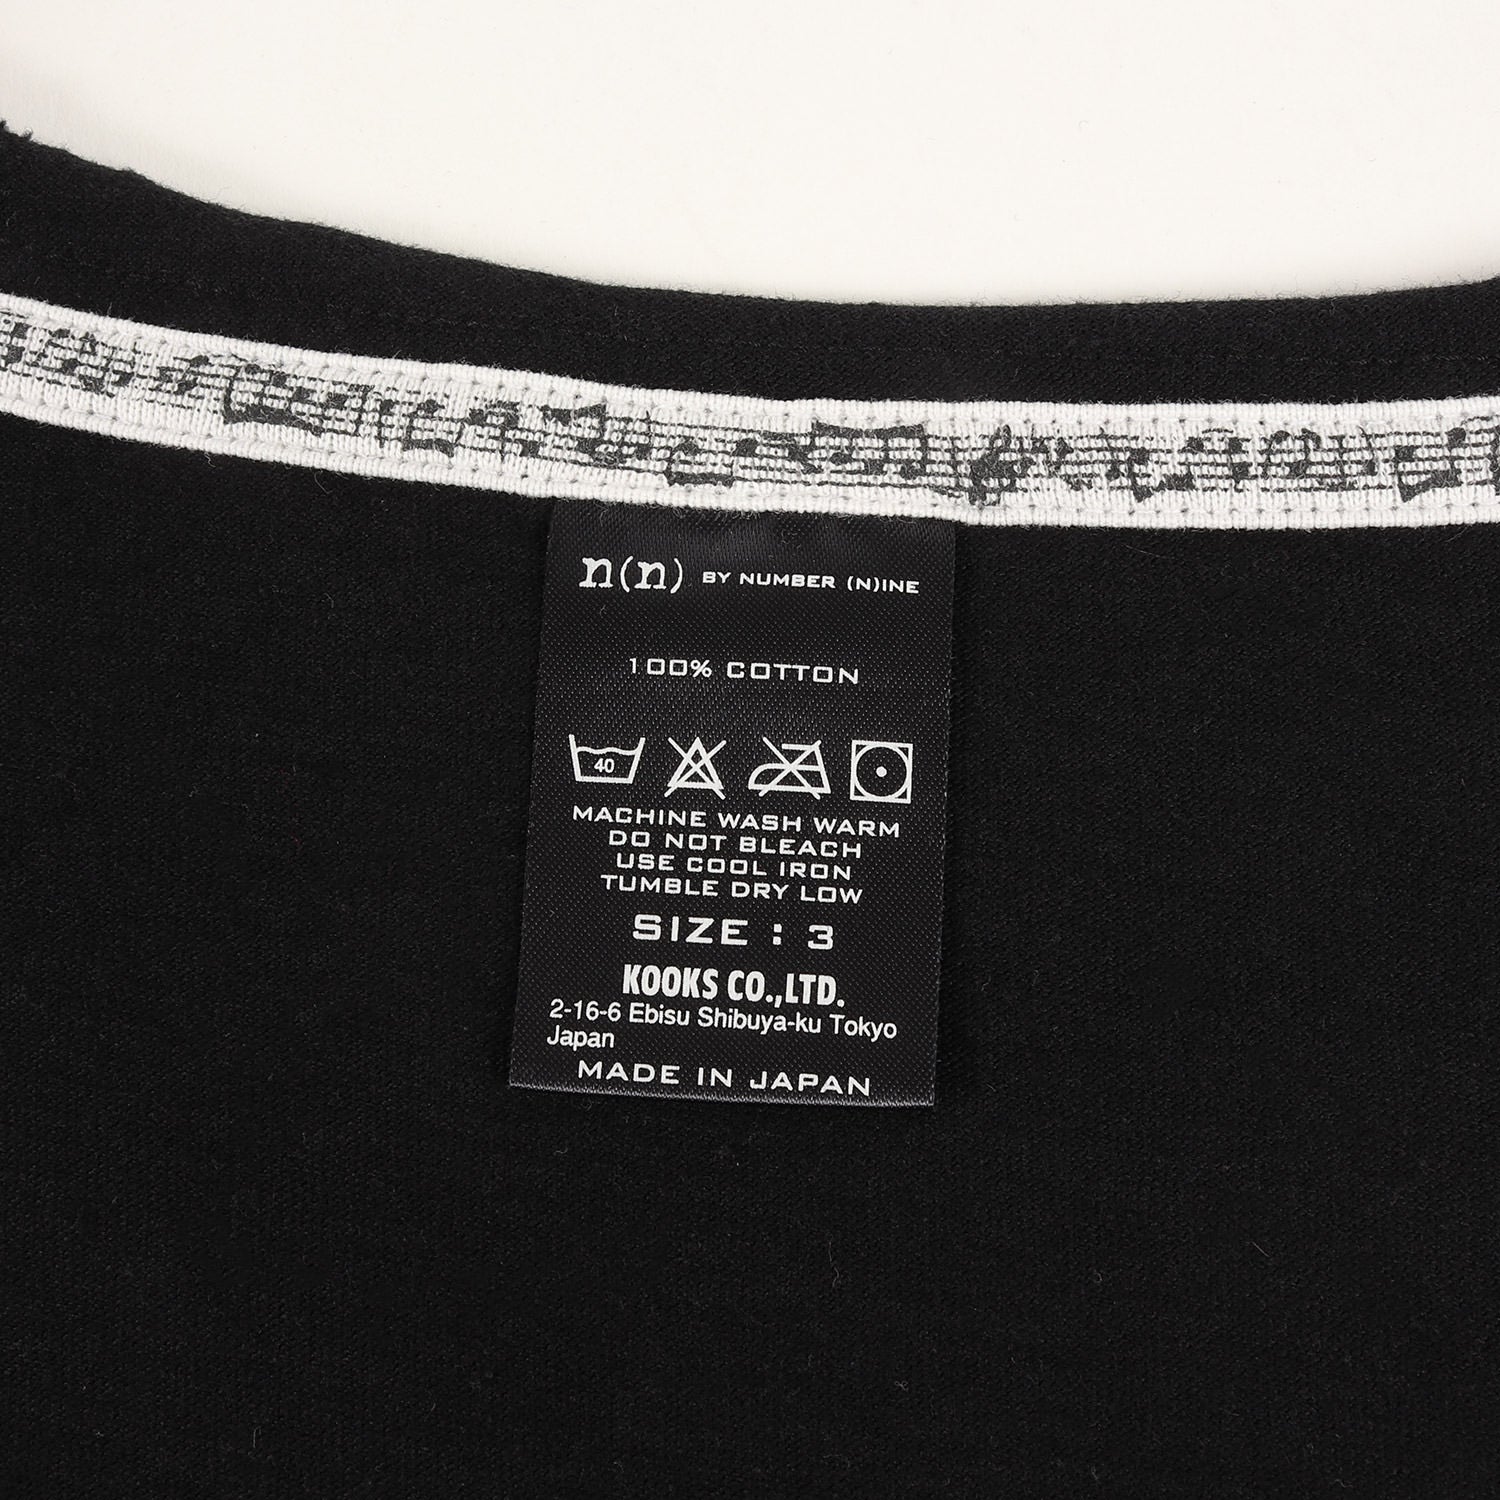 n(n) BY NUMBER (N)INE
100% COTTON
40
MACHINE WASH WARM
DO NOT BLEACH
USE COOL IRON
TUMBLE DRY LOW
SIZE : 3
KOOKS CO.,LTD.
2-16-6 Ebisu Shibuya-ku Tokyo
Japan
MADE IN JAPAN